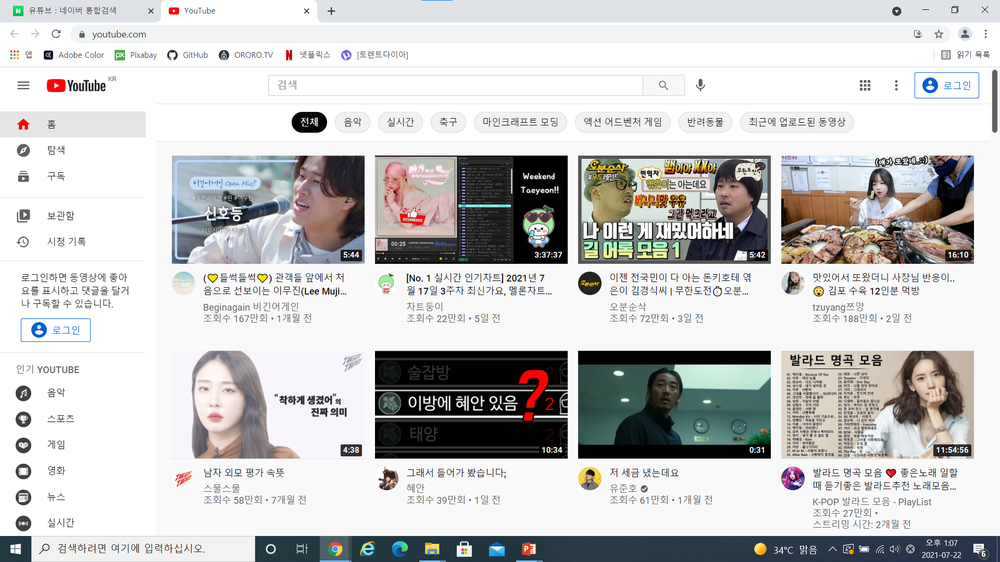 유튜브 : 네이버 통합검색
YouTube
youtube.com
앱
Adobe Color
Pixabay
GitHub
ORORO.TV
넷플릭스
[토렌트다이아]
읽기 목록
YouTube KR
검색
로그인
전체
음악
실시간
축구
마인크래프트 모딩
액션 어드벤처 게임
반려동물
최근에 업로드된 동영상
홈
탐색
구독
보관함
시청 기록
로그인하면 동영상에 좋아
요를 표시하고 댓글을 달거
나 구독할 수 있습니다.
로그인
인기 YOUTUBE
음악
스포츠
게임
영화
뉴스
실시간
비긴어게인 Open Mic
#오픈마이크 #린 #이무진
신호등
이무진(Lee Mujin)
5:44
(💛들썩들썩💛) 관객들 앞에서 처
음으로 선보이는 이무진(Lee Muji...
Beginagain 비긴어게인
조회수 167만회 • 1개월 전
Weekend
RECOMMENDED
TAEYEON
00:25
Weekend
Taeyeon!!
3:37:37
[No. 1 실시간 인기차트] 2021년 7
월 17일 3주차 최신가요, 멜론차트...
차트둥이
조회수 22만회 • 5일 전
오분순삭
#무도레전드
번역자
뱀이야 XX야
무한도전
엮은이는 아는데요
바나나맛 우유
그만 먹으라고
나 이런 게 재밌어하네
길 어록 모음 1
5:42
이젠 전국민이 다 아는 돈키호테 엮
은이 김경식씨 | 무한도전⏱오분...
오분순삭
조회수 72만회 • 3일 전
(얘가 또왔네..;;)
16:10
맛있어서 또왔더니 사장님 반응이..
😲 김포 수육 12인분 먹방
tzuyang쯔양
조회수 188만회 • 2일 전
TWENTY
TWENTY
“착하게 생겼어”의
진짜 의미
4:38
남자 외모 평가 속뜻
스물스물
조회수 58만회 • 7개월 전
술잡방 2
이방에 혜안 있음 ? 2
태양 2
10:34
그래서 들어가 봤습니다;
혜안
조회수 39만회 • 1일 전
0:31
저 세금 냈는데요
유준호
조회수 61만회 • 1개월 전
발라드 명곡 모음
11:54:56
발라드 명곡 모음 ❤️ 좋은노래 일할
때 듣기좋은 발라드추천 노래모음...
K-POP 발라드 모음 - PlayList
조회수 27만회 •
스트리밍 시간: 2개월 전
검색하려면 여기에 입력하십시오.
34°C 맑음
오후 1:07
2021-07-22
6